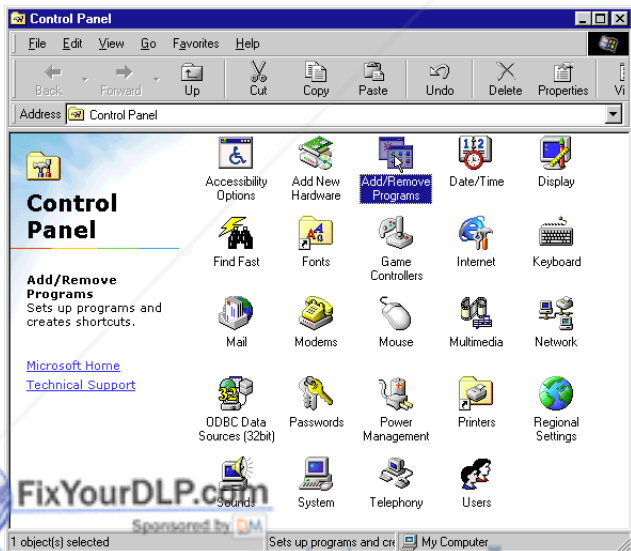 Control Panel
File Edit View Go Favorites Help
Back Forward Up Cut Copy Paste Undo Delete Properties Vi
Address Control Panel
Control
Panel
Add/Remove
Programs
Sets up programs and
creates shortcuts.
Microsoft Home
Technical Support
Accessibility
Options
Add New
Hardware
Add/Remove
Programs
Date/Time
Display
Find Fast
Fonts
Game
Controllers
Internet
Keyboard
Mail
Modems
Mouse
Multimedia
Network
ODBC Data
Sources (32bit)
Passwords
Power
Management
Printers
Regional
Settings
Sounds
System
Telephony
Users
FixYourDLP.com
Sponsored by DM
1 object(s) selected
Sets up programs and cre
My Computer